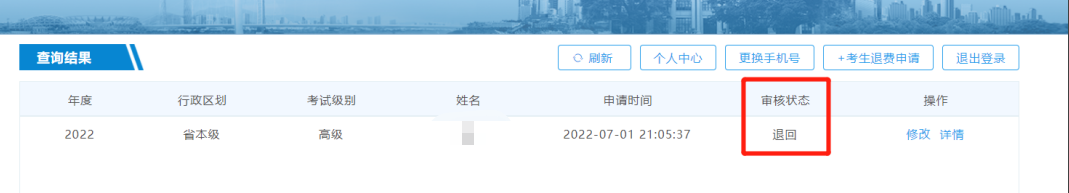 查询结果 刷新 个人中心 更换手机号 +考生退费申请 退出登录
年度 行政区划 考试级别 姓名 申请时间 审核状态 操作
2022 省本级 高级 2022-07-01 21:05:37 退回 修改 详情